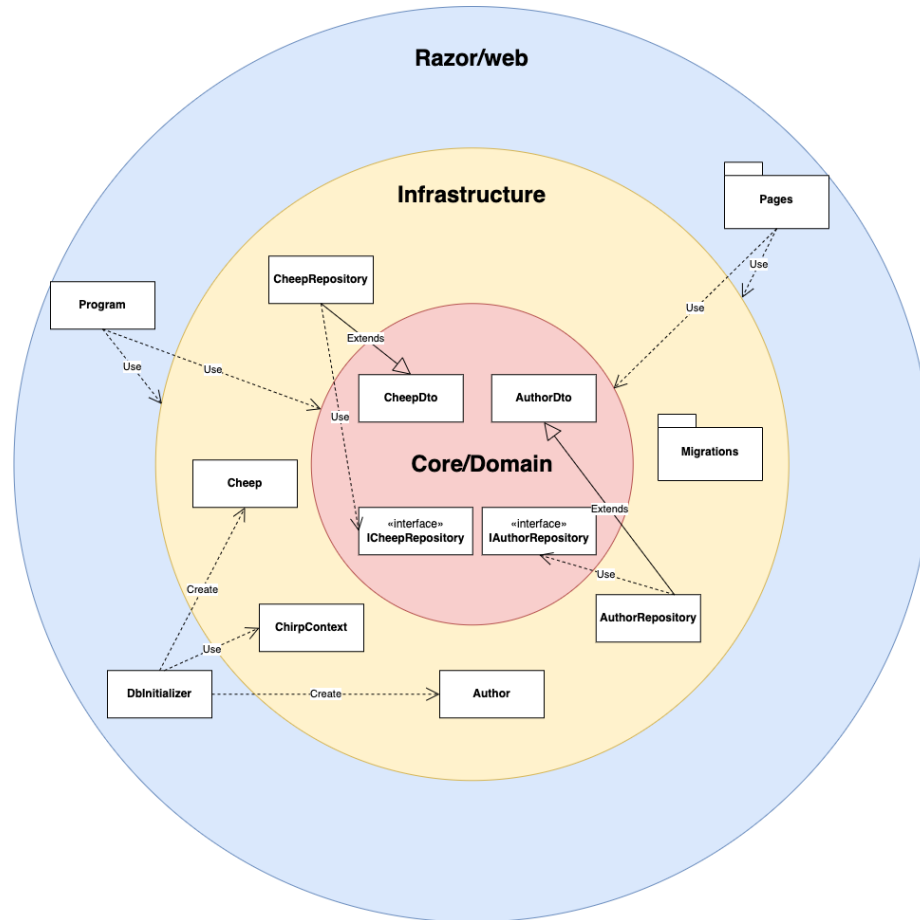 Razor/web
Infrastructure
Pages
Use
Use
CheepRepository
Program
Extends
Use
Use
Use
CheepDto
AuthorDto
Core/Domain
Migrations
Cheep
«interface»
ICheepRepository
«interface»
IAuthorRepository
Extends
Use
Create
AuthorRepository
ChirpContext
Use
DbInitializer
Create
Author